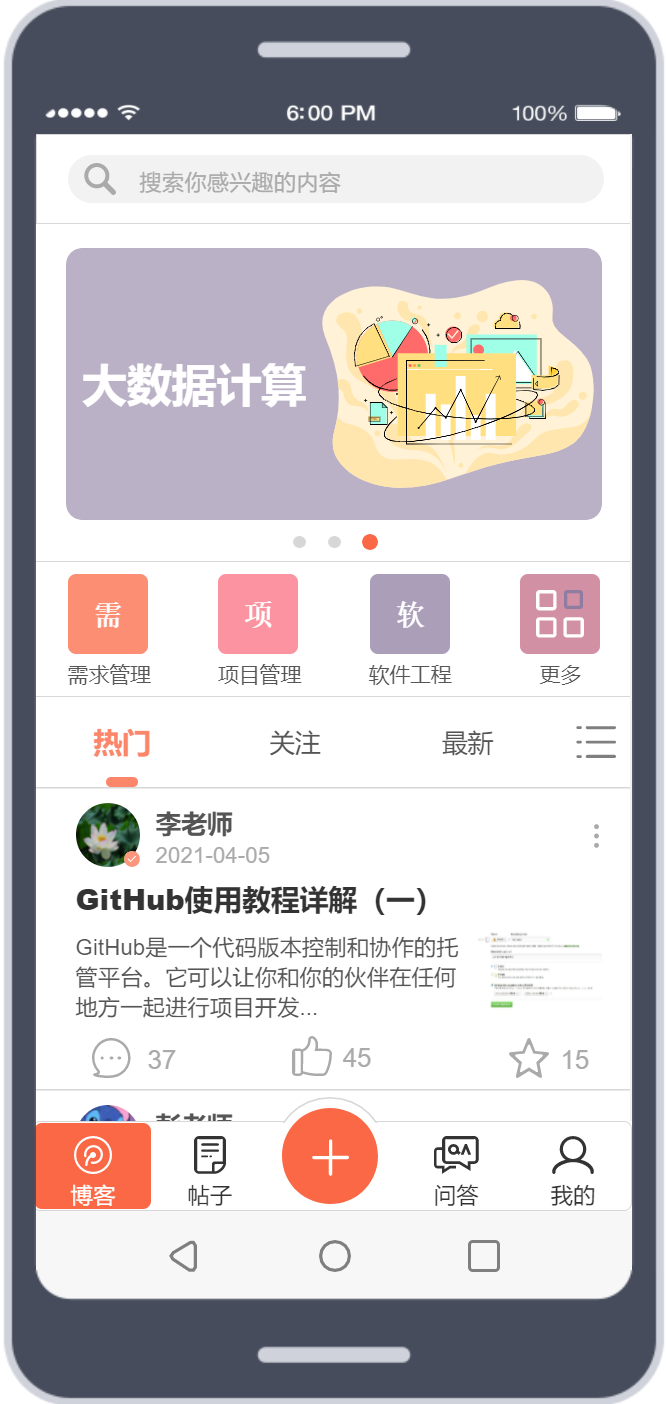 6:00 PM
100%
搜索你感兴趣的内容
大数据计算
需
项
软
需求管理
项目管理
软件工程
更多
热门
关注
最新
李老师
2021-04-05
GitHub使用教程详解（一）
GitHub是一个代码版本控制和协作的托
管平台。它可以让你和你的伙伴在任何
地方一起进行项目开发...
37
45
15
博客
帖子
问答
我的